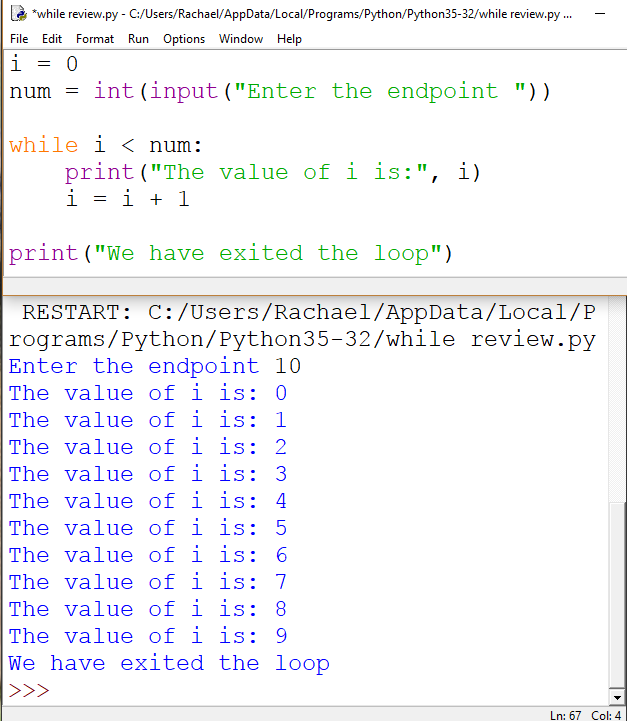 *while review.py - C:/Users/Rachael/AppData/Local/Programs/Python/Python35-32/while review.py ...
File Edit Format Run Options Window Help
i = 0
num = int(input("Enter the endpoint "))
while i < num:
    print("The value of i is:", i)
    i = i + 1
print("We have exited the loop")
 RESTART: C:/Users/Rachael/AppData/Local/P
rograms/Python/Python35-32/while review.py
Enter the endpoint 10
The value of i is: 0
The value of i is: 1
The value of i is: 2
The value of i is: 3
The value of i is: 4
The value of i is: 5
The value of i is: 6
The value of i is: 7
The value of i is: 8
The value of i is: 9
We have exited the loop
>>>
Ln: 67 Col: 4